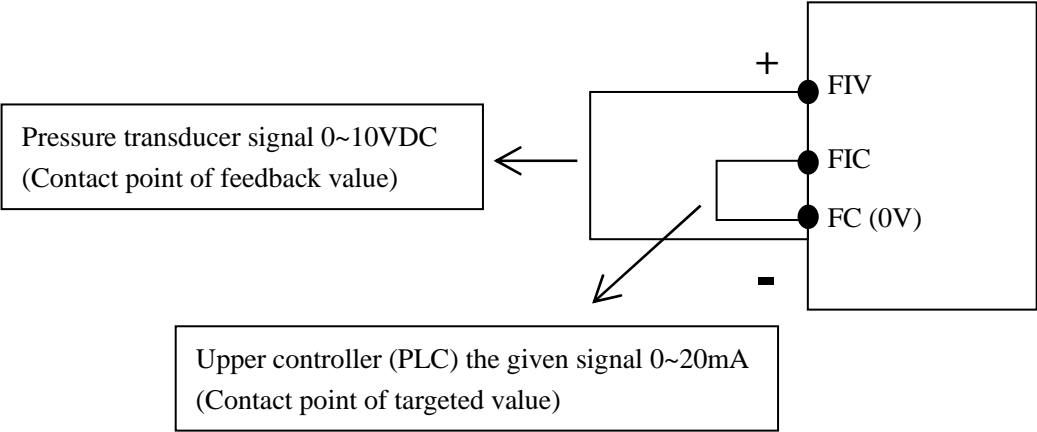 +
FIV
Pressure transducer signal 0~10VDC
(Contact point of feedback value)
FIC
FC (0V)
-
Upper controller (PLC) the given signal 0~20mA
(Contact point of targeted value)